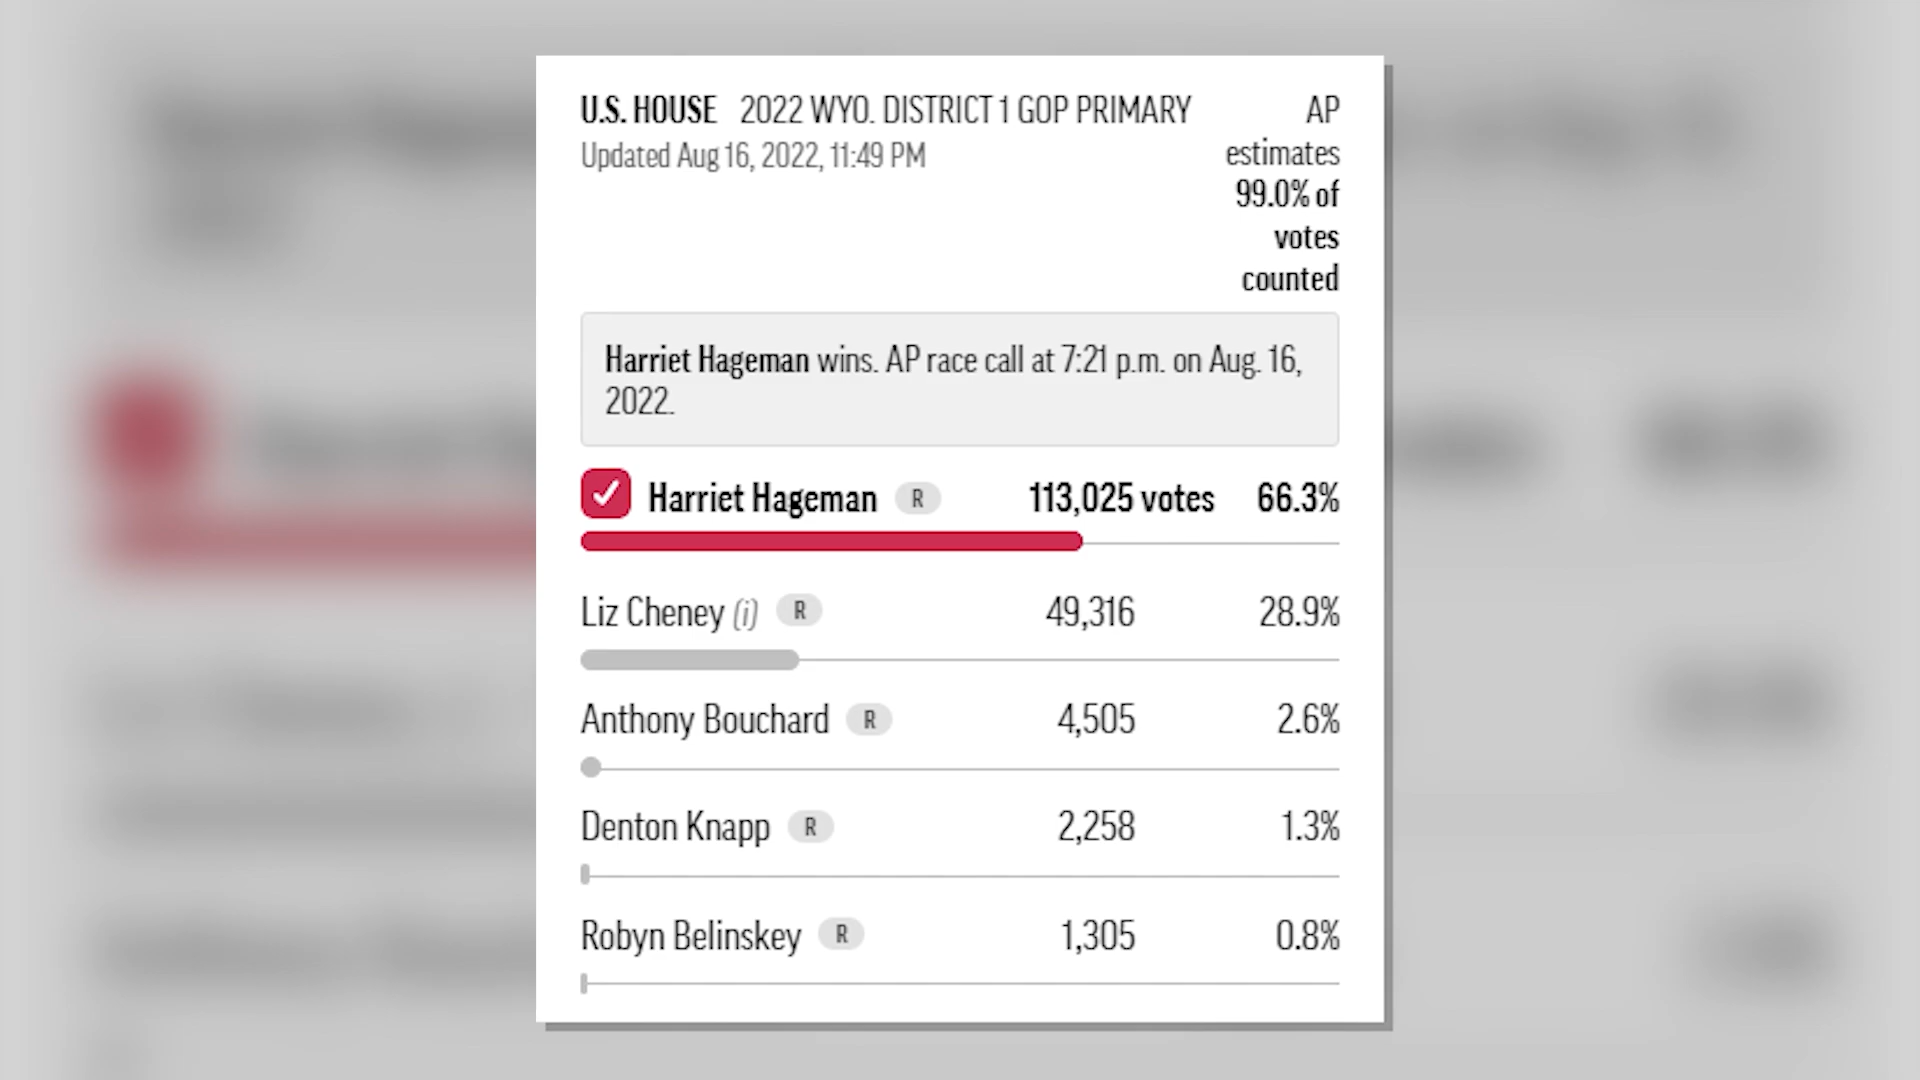 U.S. HOUSE 2022 WYO. DISTRICT 1 GOP PRIMARY
Updated Aug 16, 2022, 11:49 PM
AP
estimates
99.0% of
votes
counted
Harriet Hageman wins. AP race call at 7:21 p.m. on Aug. 16,
2022.
Harriet Hageman R 113,025 votes 66.3%
Liz Cheney (i) R 49,316 28.9%
Anthony Bouchard R 4,505 2.6%
Denton Knapp R 2,258 1.3%
Robyn Belinskey R 1,305 0.8%